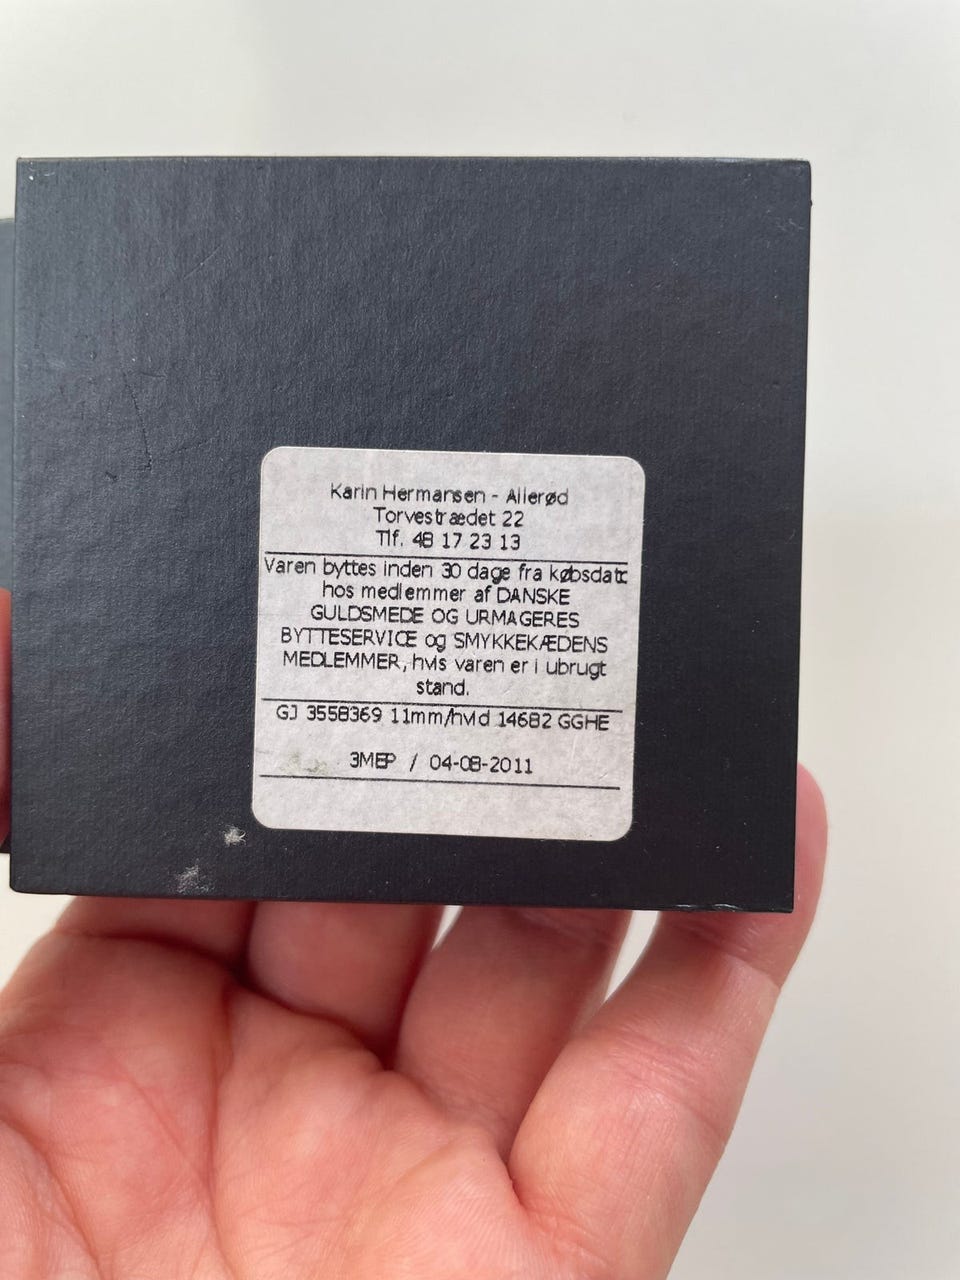 Karin Hermansen - Allerød
Torvestrædet 22
Tlf. 48 17 23 13
Varen byttes inden 30 dage fra købsdato
hos medlemmer af DANSKE
GULDSMEDE OG URMAGERES
BYTTESERVICE og SMYKKEKÆDENS
MEDLEMMER, hvis varen er i ubrugt
stand.
GJ 3558369 11mm/hvid 14682 GGHE
3MEP / 04-08-2011